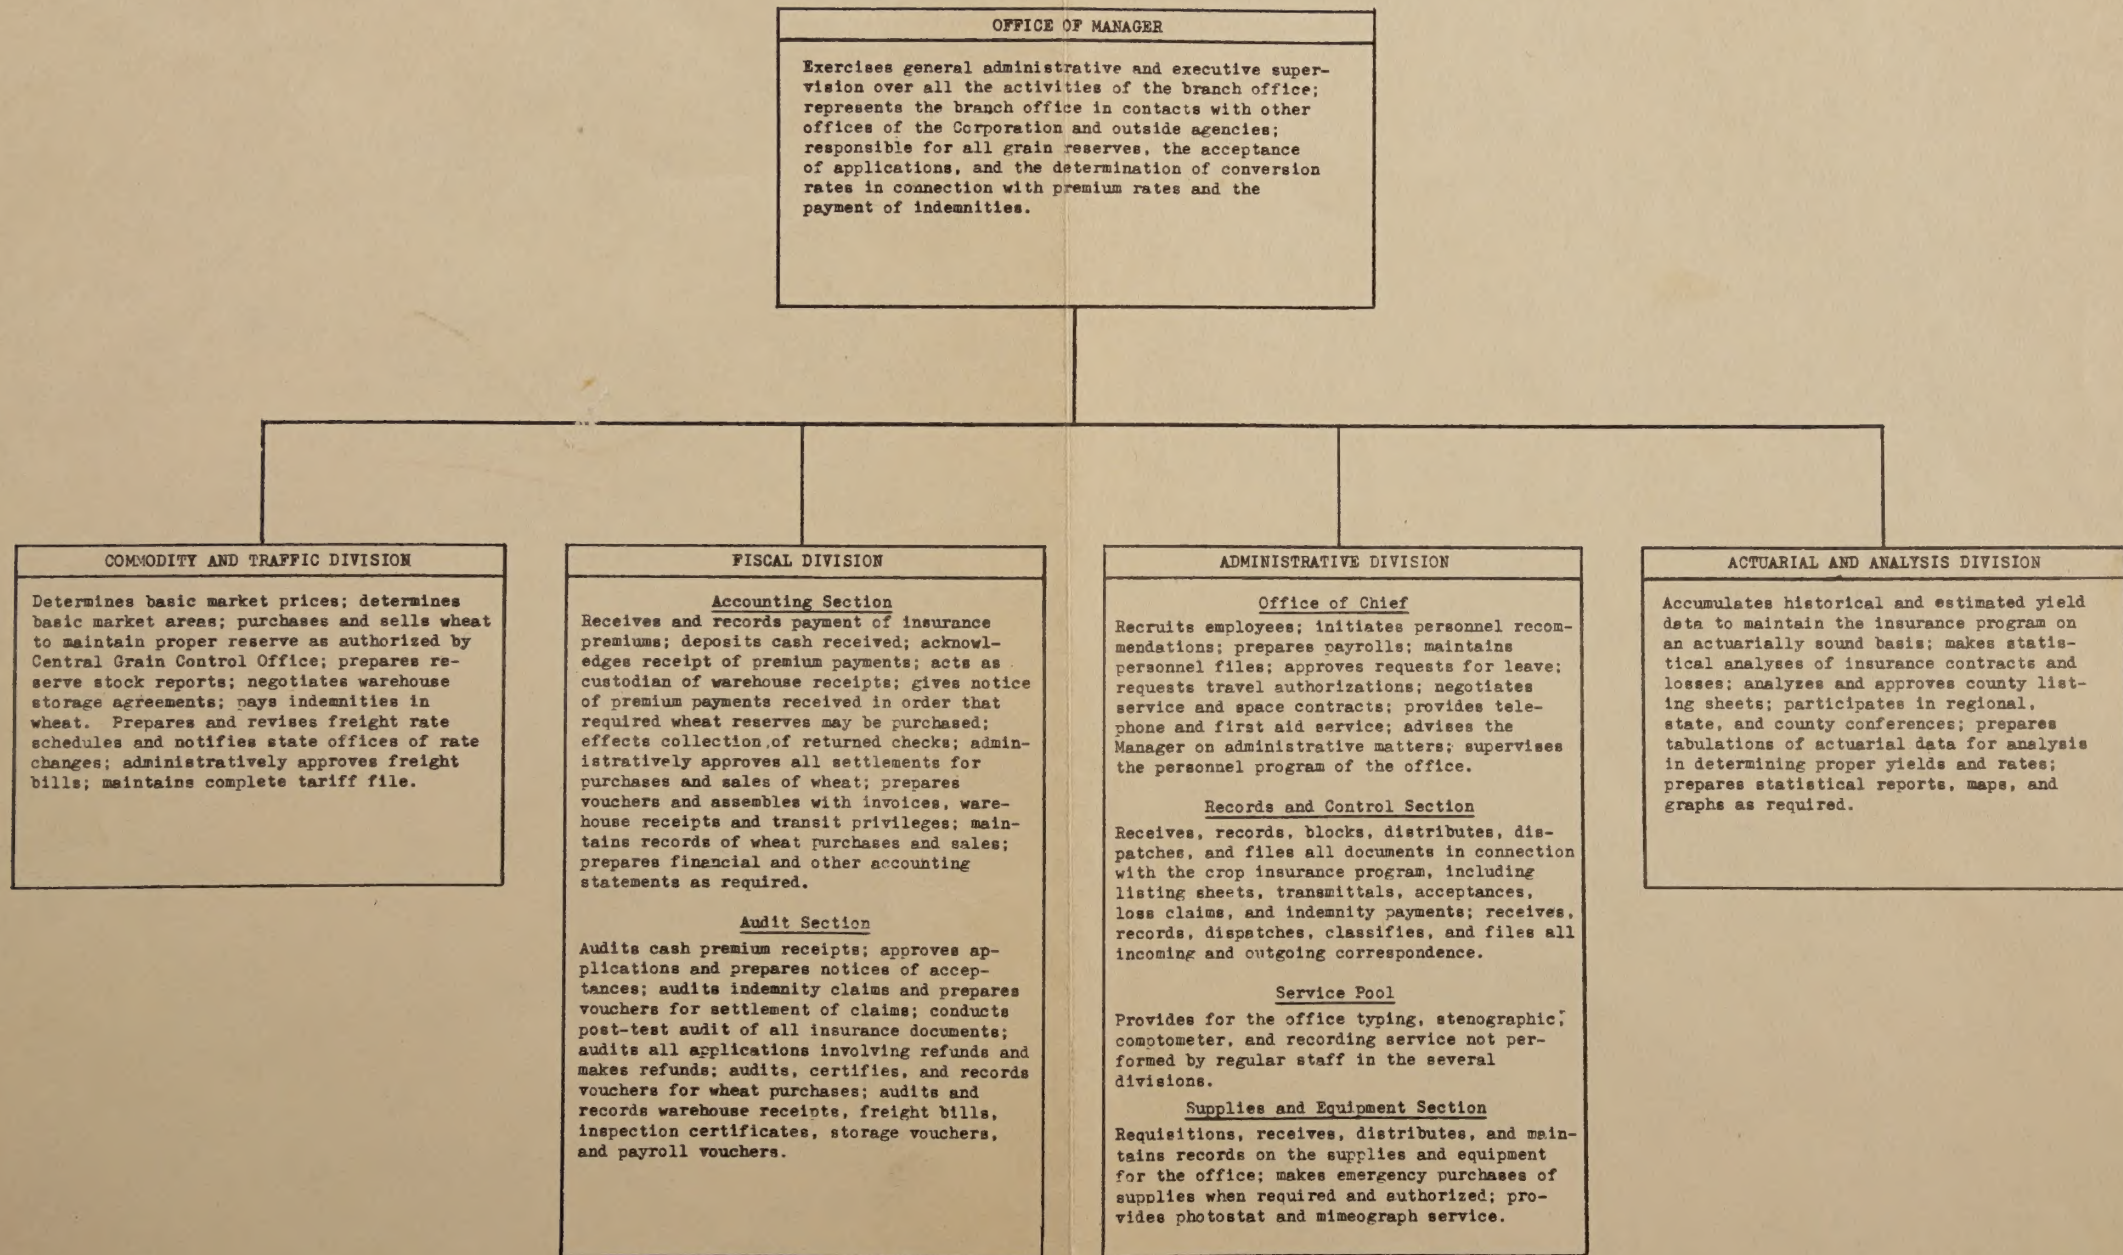 OFFICE OF MANAGER
Exercises general administrative and executive super-
vision over all the activities of the branch office;
represents the branch office in contacts with other
offices of the Corporation and outside agencies;
responsible for all grain reserves, the acceptance
of applications, and the determination of conversion
rates in connection with premium rates and the
payment of indemnities.
COMMODITY AND TRAFFIC DIVISION
Determines basic market prices; determines
basic market areas; purchases and sells wheat
to maintain proper reserve as authorized by
Central Grain Control Office; prepares re-
serve stock reports; negotiates warehouse
storage agreements; pays indemnities in
wheat. Prepares and revises freight rate
schedules and notifies state offices of rate
changes; administratively approves freight
bills; maintains complete tariff file.
FISCAL DIVISION
Accounting Section
Receives and records payment of insurance
premiums; deposits cash received; acknowl-
edges receipt of premium payments; acts as
custodian of warehouse receipts; gives notice
of premium payments received in order that
required wheat reserves may be purchased;
effects collection of returned checks; admin-
istratively approves all settlements for
purchases and sales of wheat; prepares
vouchers and assembles with invoices, ware-
house receipts and transit privileges; main-
tains records of wheat purchases and sales;
prepares financial and other accounting
statements as required.
Audit Section
Audits cash premium receipts; approves ap-
plications and prepares notices of accep-
tances; audits indemnity claims and prepares
vouchers for settlement of claims; conducts
post-test audit of all insurance documents;
audits all applications involving refunds and
makes refunds; audits, certifies, and records
vouchers for wheat purchases; audits and
records warehouse receipts, freight bills,
inspection certificates, storage vouchers,
and payroll vouchers.
ADMINISTRATIVE DIVISION
Office of Chief
Recruits employees; initiates personnel recom-
mendations; prepares payrolls; maintains
personnel files; approves requests for leave;
requests travel authorizations; negotiates
service and space contracts; provides tele-
phone and first aid service; advises the
Manager on administrative matters; supervises
the personnel program of the office.
Records and Control Section
Receives, records, blocks, distributes, dis-
patches, and files all documents in connection
with the crop insurance program, including
listing sheets, transmittals, acceptances,
loss claims, and indemnity payments; receives,
records, dispatches, classifies, and files all
incoming and outgoing correspondence.
Service Pool
Provides for the office typing, stenographic,
comptometer, and recording service not per-
formed by regular staff in the several
divisions.
Supplies and Equipment Section
Requisitions, receives, distributes, and main-
tains records on the supplies and equipment
for the office; makes emergency purchases of
supplies when required and authorized; pro-
vides photostat and mimeograph service.
ACTUARIAL AND ANALYSIS DIVISION
Accumulates historical and estimated yield
data to maintain the insurance program on
an actuarially sound basis; makes statis-
tical analyses of insurance contracts and
losses; analyzes and approves county list-
ing sheets; participates in regional,
state, and county conferences; prepares
tabulations of actuarial data for analysis
in determining proper yields and rates;
prepares statistical reports, maps, and
graphs as required.